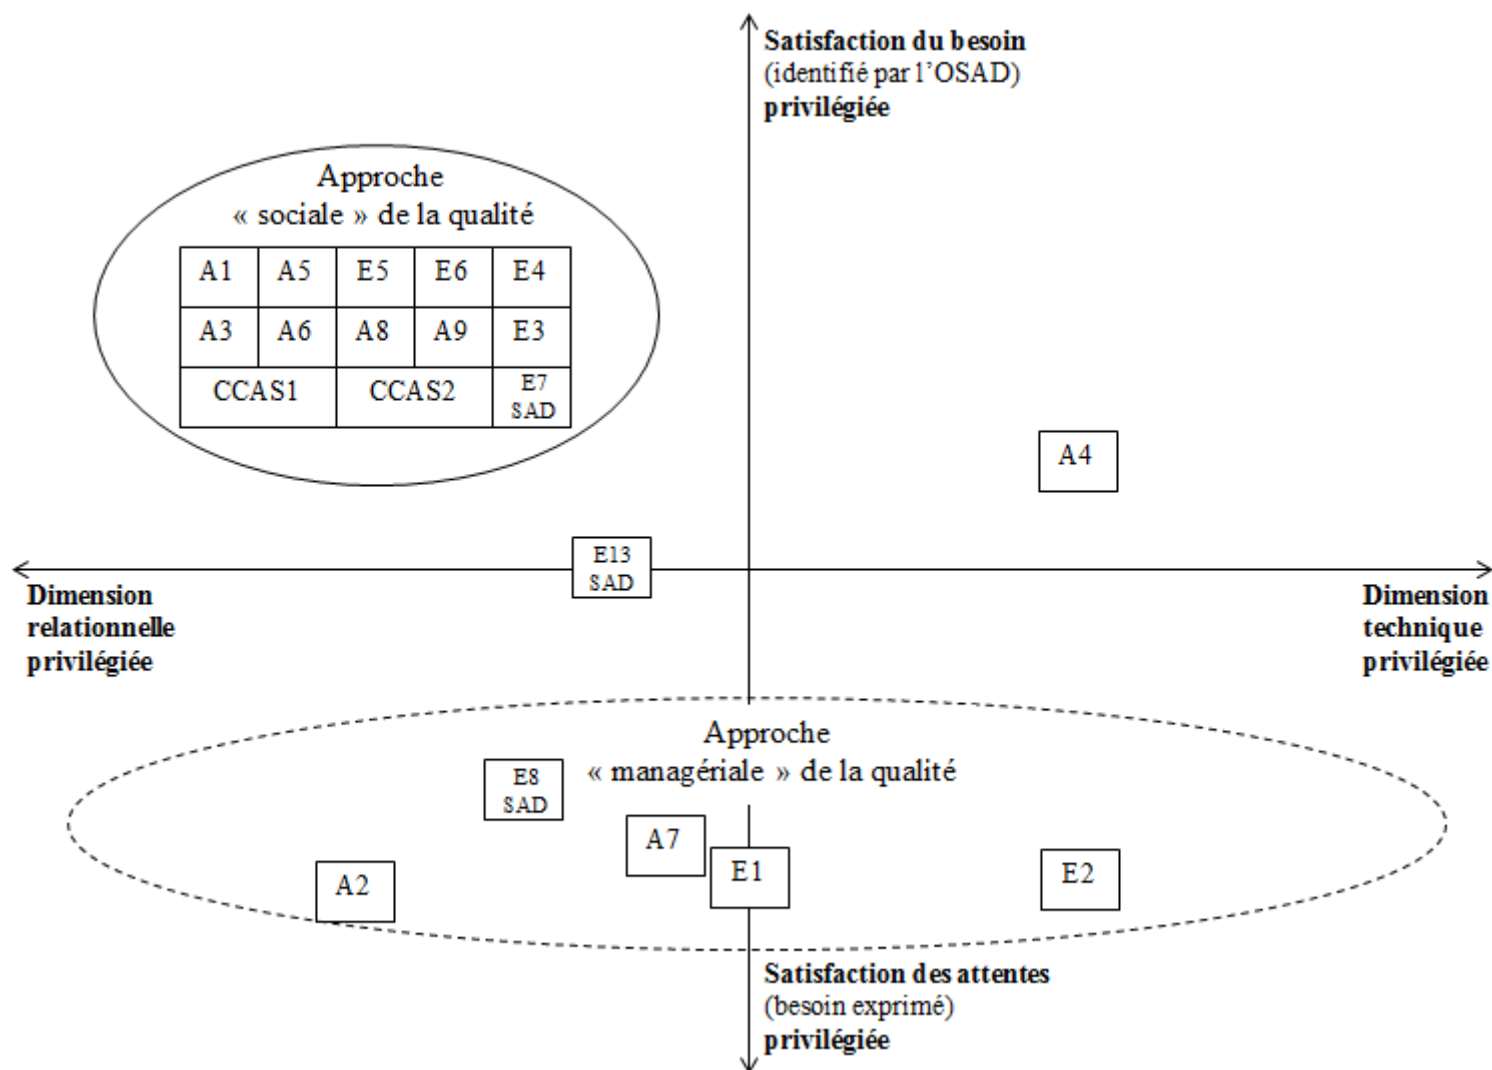 Satisfaction du besoin
(identifié par l'OSAD)
privilégiée
Approche
« sociale » de la qualité
A1 A5 E5 E6 E4
A3 A6 A8 A9 E3
CCAS1 CCAS2 E7
SAD
A4
E13
SAD
Dimension
relationnelle
privilégiée
Dimension
technique
privilégiée
Approche
« managériale » de la qualité
E8
SAD
A7
E1
E2
A2
Satisfaction des attentes
(besoin exprimé)
privilégiée